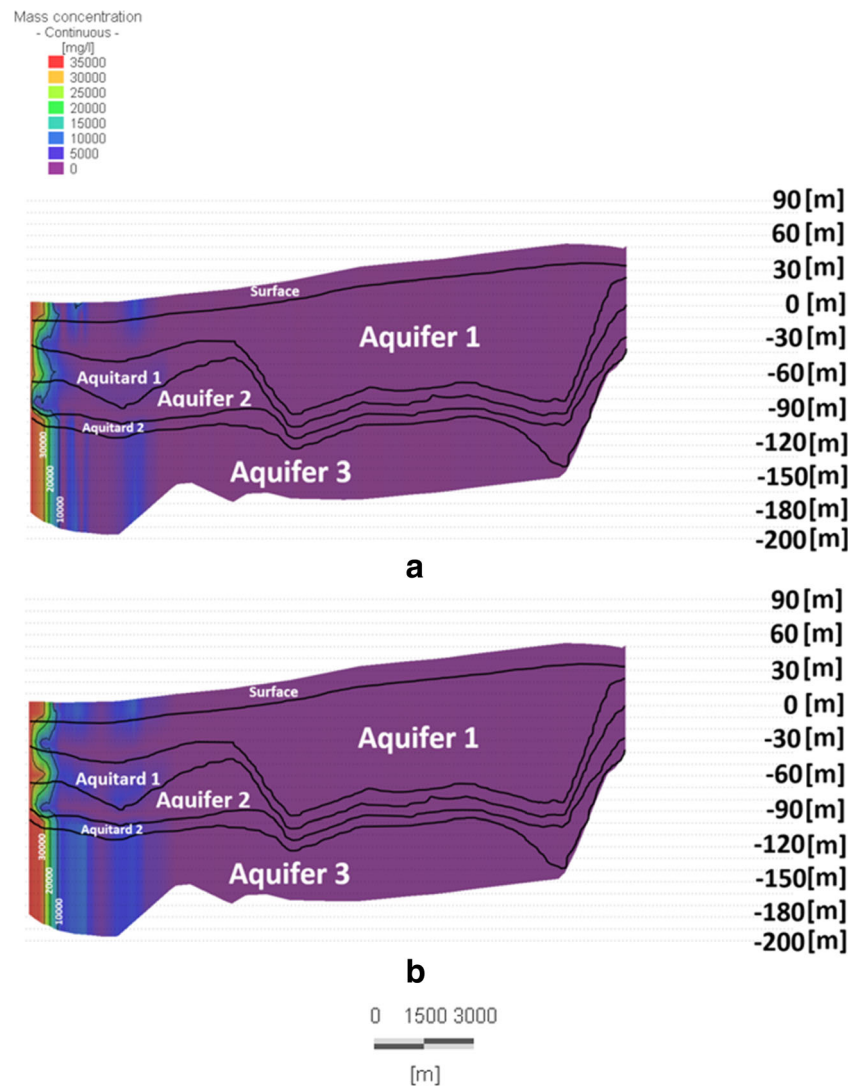 Mass concentration
- Continuous -
[mg/l]
35000
30000
25000
20000
15000
10000
5000
0
90 [m]
60 [m]
30 [m]
0 [m]
-30 [m]
-60 [m]
-90 [m]
-120 [m]
-150 [m]
-180 [m]
-200 [m]
Surface
Aquifer 1
Aquitard 1
Aquifer 2
Aquitard 2
Aquifer 3
30000
20000
10000
a
90 [m]
60 [m]
30 [m]
0 [m]
-30 [m]
-60 [m]
-90 [m]
-120 [m]
-150 [m]
-180 [m]
-200 [m]
Surface
Aquifer 1
Aquitard 1
Aquifer 2
Aquitard 2
Aquifer 3
30000
20000
10000
b
0 1500 3000
[m]